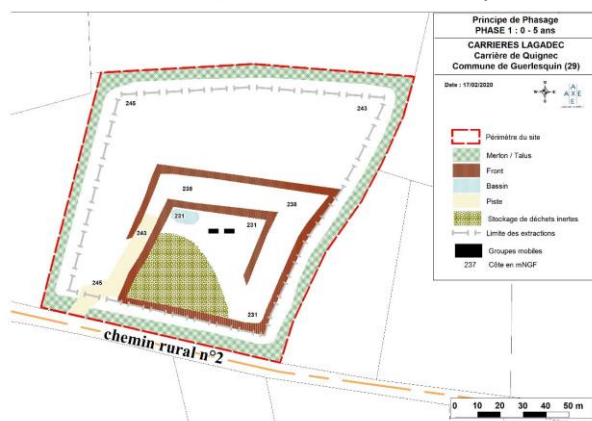 Principe de Phasage
PHASE 1 : 0 - 5 ans
CARRIERES LAGADEC
Carrière de Quignec
Commune de Guerlesquin (29)
Date : 17/02/2020
AXE
Périmètre du site
Merlon / Talus
Front
Bassin
Piste
Stockage de déchets inertes
Limite des extractions
Groupes mobiles
237 Côte en mNGF
245
243
238
238
231
231
243
245
231
chemin rural n°2
0 10 20 30 40 50 m